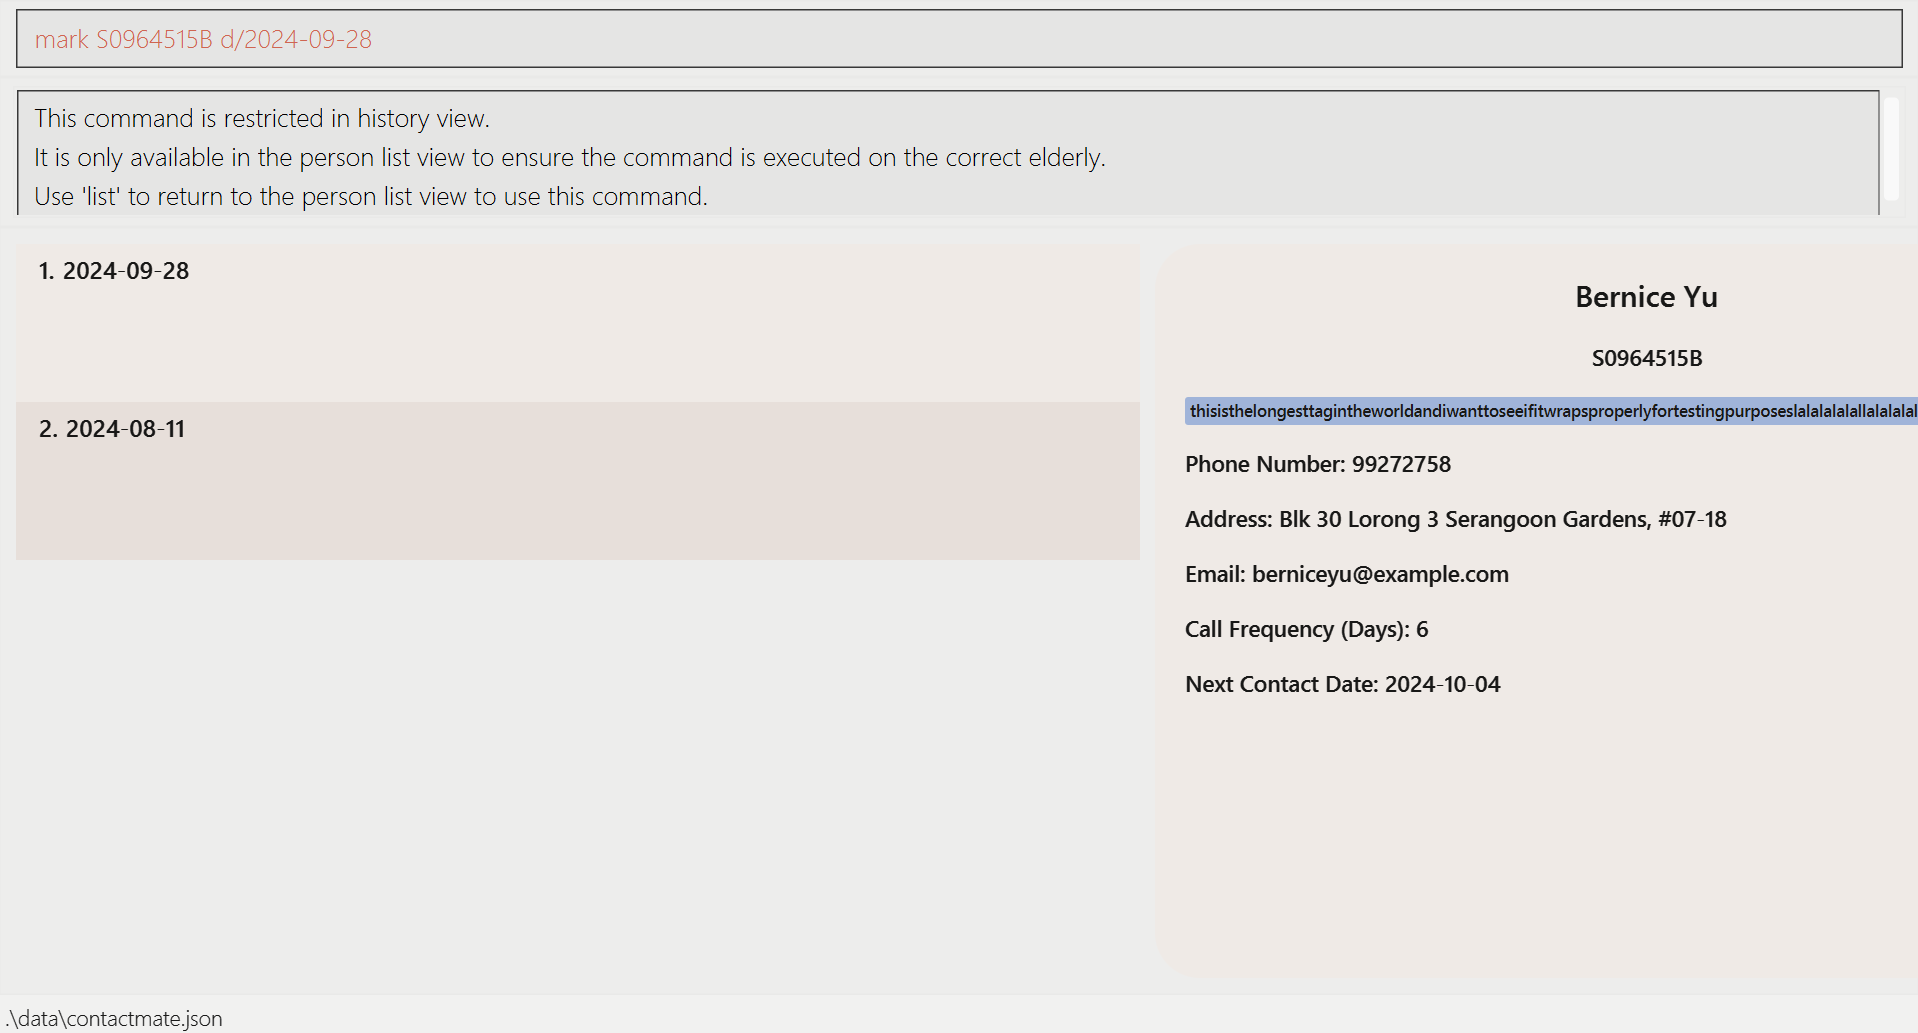 mark S0964515B d/2024-09-28
This command is restricted in history view.
It is only available in the person list view to ensure the command is executed on the correct elderly.
Use 'list' to return to the person list view to use this command.
1. 2024-09-28
2. 2024-08-11
Bernice Yu
S0964515B
thisisthelongesttagintheworldandiwanttoseeifitwrapsproperlyfortestingpurposeslalalalalallalalalal
Phone Number: 99272758
Address: Blk 30 Lorong 3 Serangoon Gardens, #07-18
Email: berniceyu@example.com
Call Frequency (Days): 6
Next Contact Date: 2024-10-04
.\data\contactmate.json